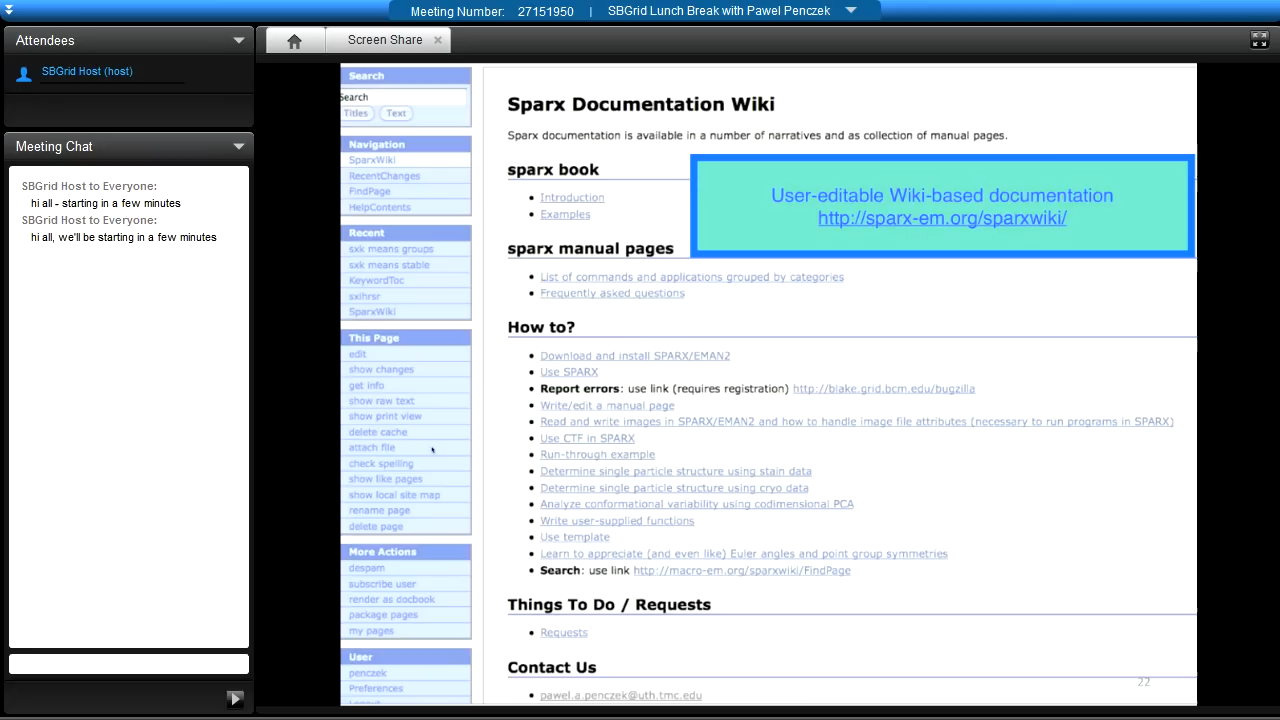 Meeting Number: 27151950 | SBGrid Lunch Break with Pawel Penczek
Attendees
SBGrid Host (host)
Meeting Chat
SBGrid Host to Everyone:
hi all - starting in a few minutes
SBGrid Host to Everyone:
hi all, we'll be starting in a few minutes
Screen Share
Search
Search
Titles Text
Navigation
SparxWiki
RecentChanges
FindPage
HelpContents
Recent
sxk means groups
sxk means stable
KeywordToc
sxihrsr
SparxWiki
This Page
edit
show changes
get info
show raw text
show print view
delete cache
attach file
check spelling
show like pages
show local site map
rename page
delete page
More Actions
despam
subscribe user
render as docbook
package pages
my pages
User
penczek
Preferences
Logout
Sparx Documentation Wiki
Sparx documentation is available in a number of narratives and as collection of manual pages.
sparx book
Introduction
Examples
User-editable Wiki-based documentation
http://sparx-em.org/sparxwiki/
sparx manual pages
List of commands and applications grouped by categories
Frequently asked questions
How to?
Download and install SPARX/EMAN2
Use SPARX
Report errors: use link (requires registration) http://blake.grid.bcm.edu/bugzilla
Write/edit a manual page
Read and write images in SPARX/EMAN2 and how to handle image file attributes (necessary to run programs in SPARX)
Use CTF in SPARX
Run-through example
Determine single particle structure using stain data
Determine single particle structure using cryo data
Analyze conformational variability using codimensional PCA
Write user-supplied functions
Use template
Learn to appreciate (and even like) Euler angles and point group symmetries
Search: use link http://macro-em.org/sparxwiki/FindPage
Things To Do / Requests
Requests
Contact Us
pawel.a.penczek@uth.tmc.edu
22